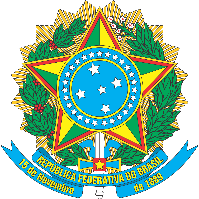 REPÚBLICA FEDERATIVA DO BRASIL
15 de Novembro
de 1889